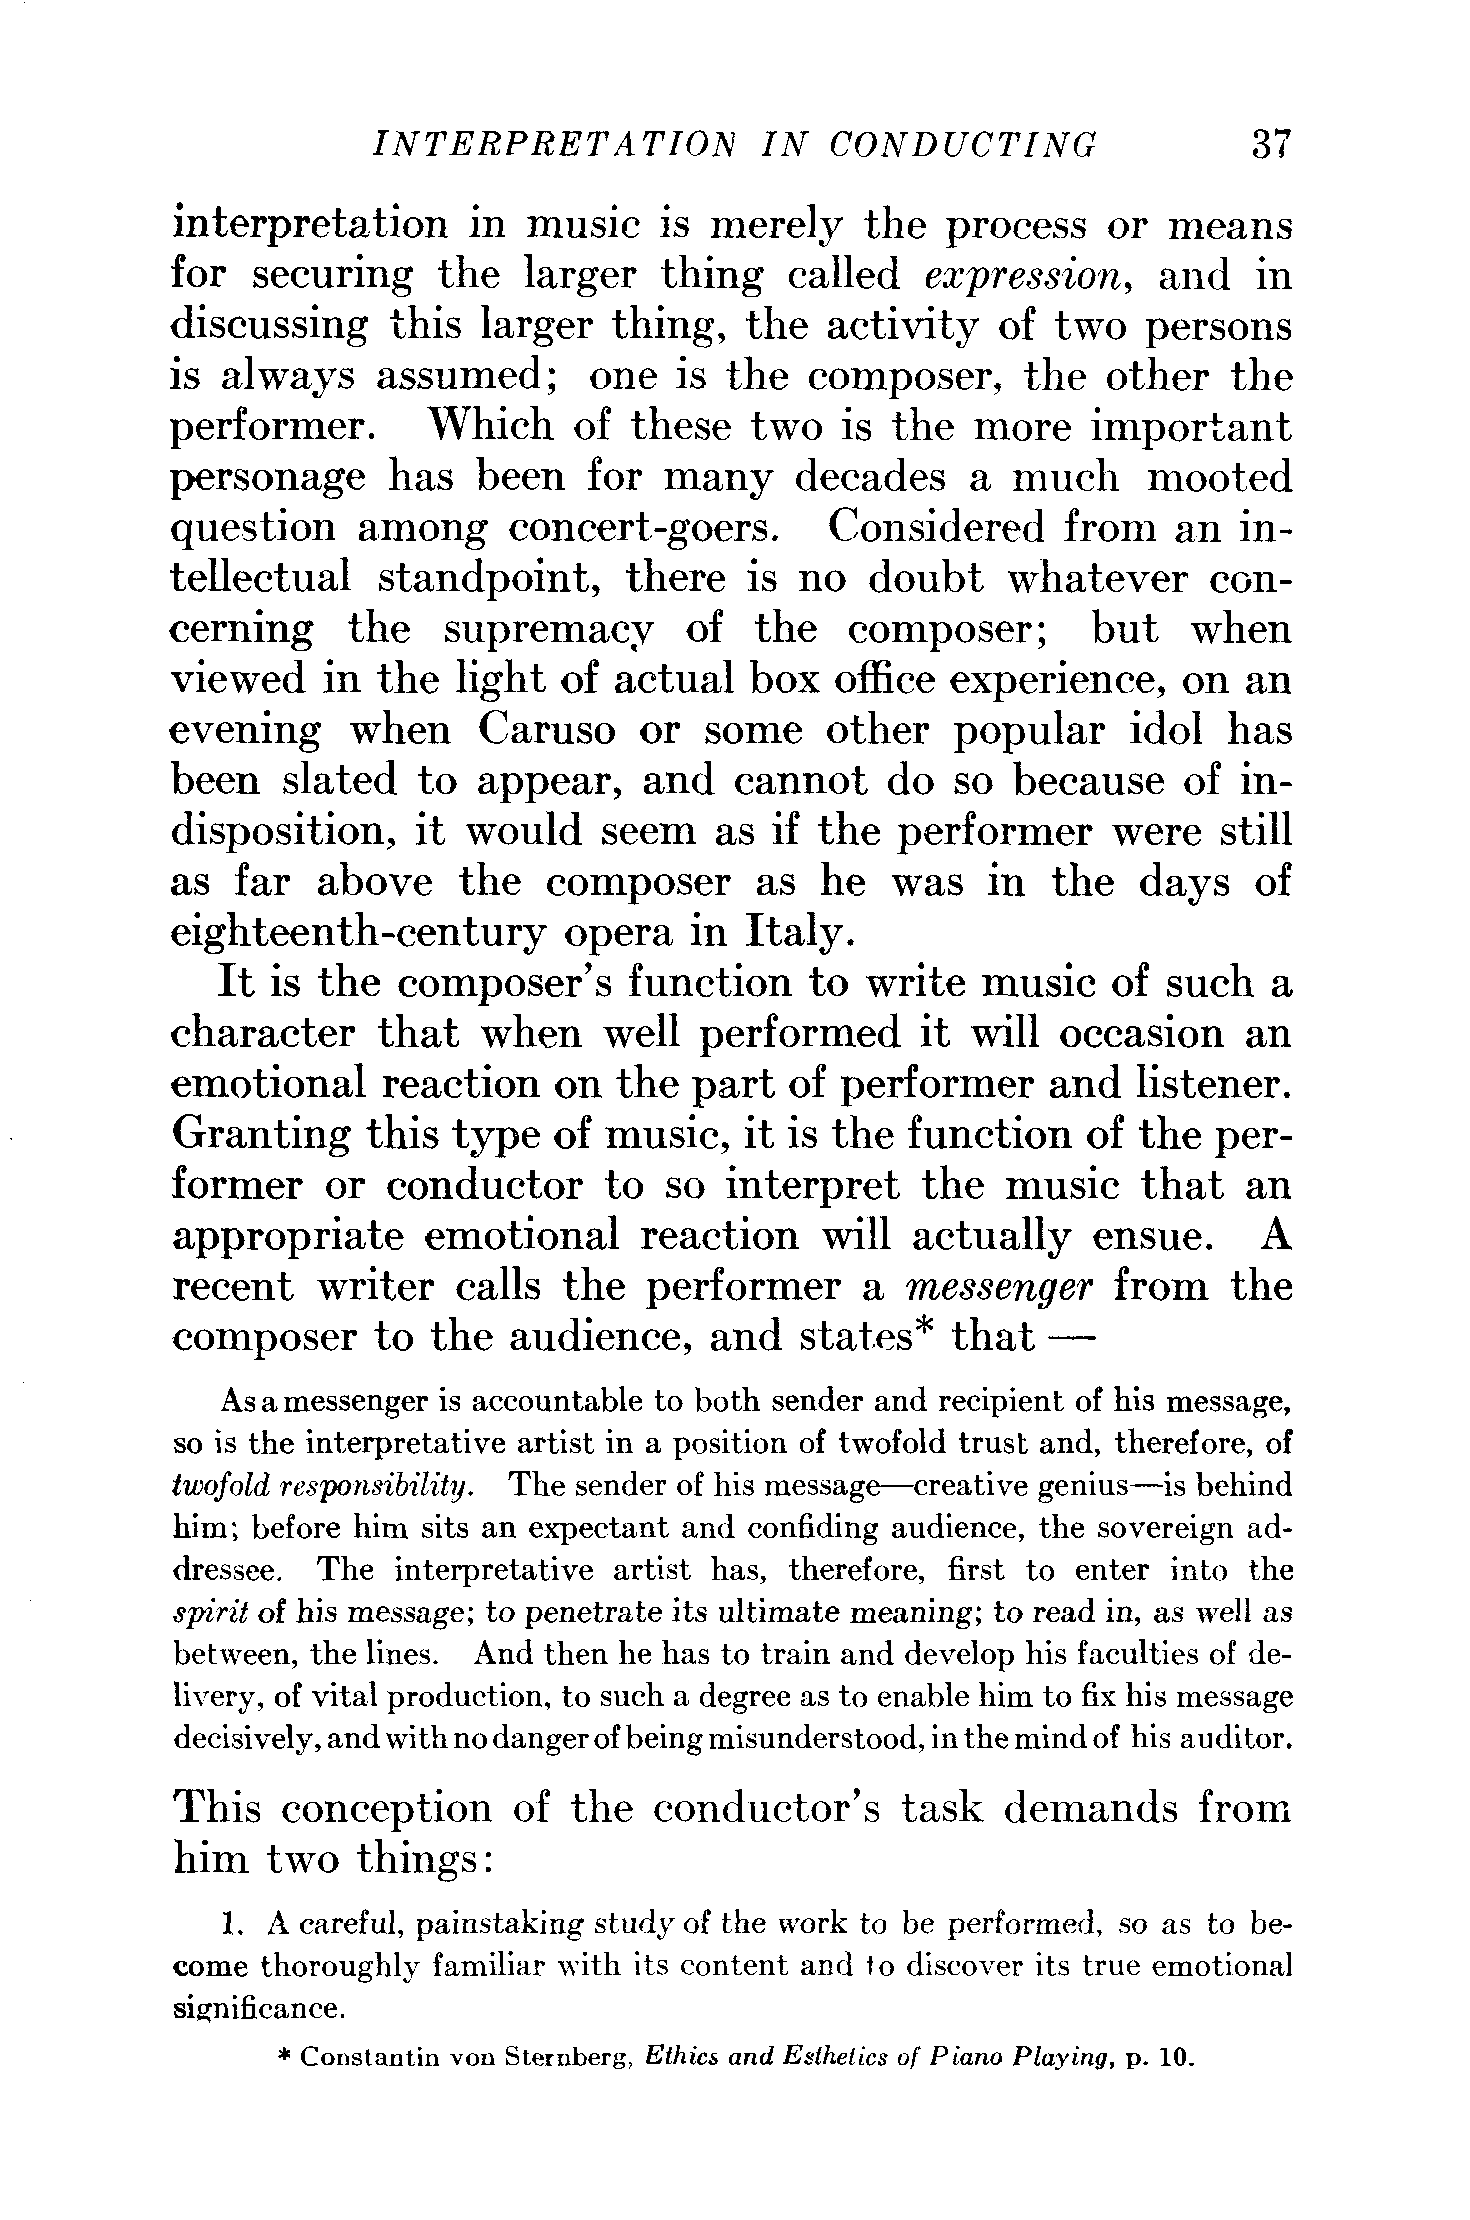 INTERPRETATION IN CONDUCTING 37
interpretation in music is merely the process or means
for securing the larger thing called expression, and in
discussing this larger thing, the activity of two persons
is always assumed; one is the composer, the other the
performer. Which of these two is the more important
personage has been for many decades a much mooted
question among concert-goers. Considered from an in-
tellectual standpoint, there is no doubt whatever con-
cerning the supremacy of the composer; but when
viewed in the light of actual box office experience, on an
evening when Caruso or some other popular idol has
been slated to appear, and cannot do so because of in-
disposition, it would seem as if the performer were still
as far above the composer as he was in the days of
eighteenth-century opera in Italy.
It is the composer's function to write music of such a
character that when well performed it will occasion an
emotional reaction on the part of performer and listener.
Granting this type of music, it is the function of the per-
former or conductor to so interpret the music that an
appropriate emotional reaction will actually ensue. A
recent writer calls the performer a messenger from the
composer to the audience, and states* that —
As a messenger is accountable to both sender and recipient of his message,
so is the interpretative artist in a position of twofold trust and, therefore, of
twofold responsibility. The sender of his message—creative genius—is behind
him; before him sits an expectant and confiding audience, the sovereign ad-
dressee. The interpretative artist has, therefore, first to enter into the
spirit of his message; to penetrate its ultimate meaning; to read in, as well as
between, the lines. And then he has to train and develop his faculties of de-
livery, of vital production, to such a degree as to enable him to fix his message
decisively, and with no danger of being misunderstood, in the mind of his auditor.
This conception of the conductor's task demands from
him two things:
1. A careful, painstaking study of the work to be performed, so as to be-
come thoroughly familiar with its content and to discover its true emotional
significance.
* Constantin von Sternberg, Ethics and Esthetics of Piano Playing, p. 10.